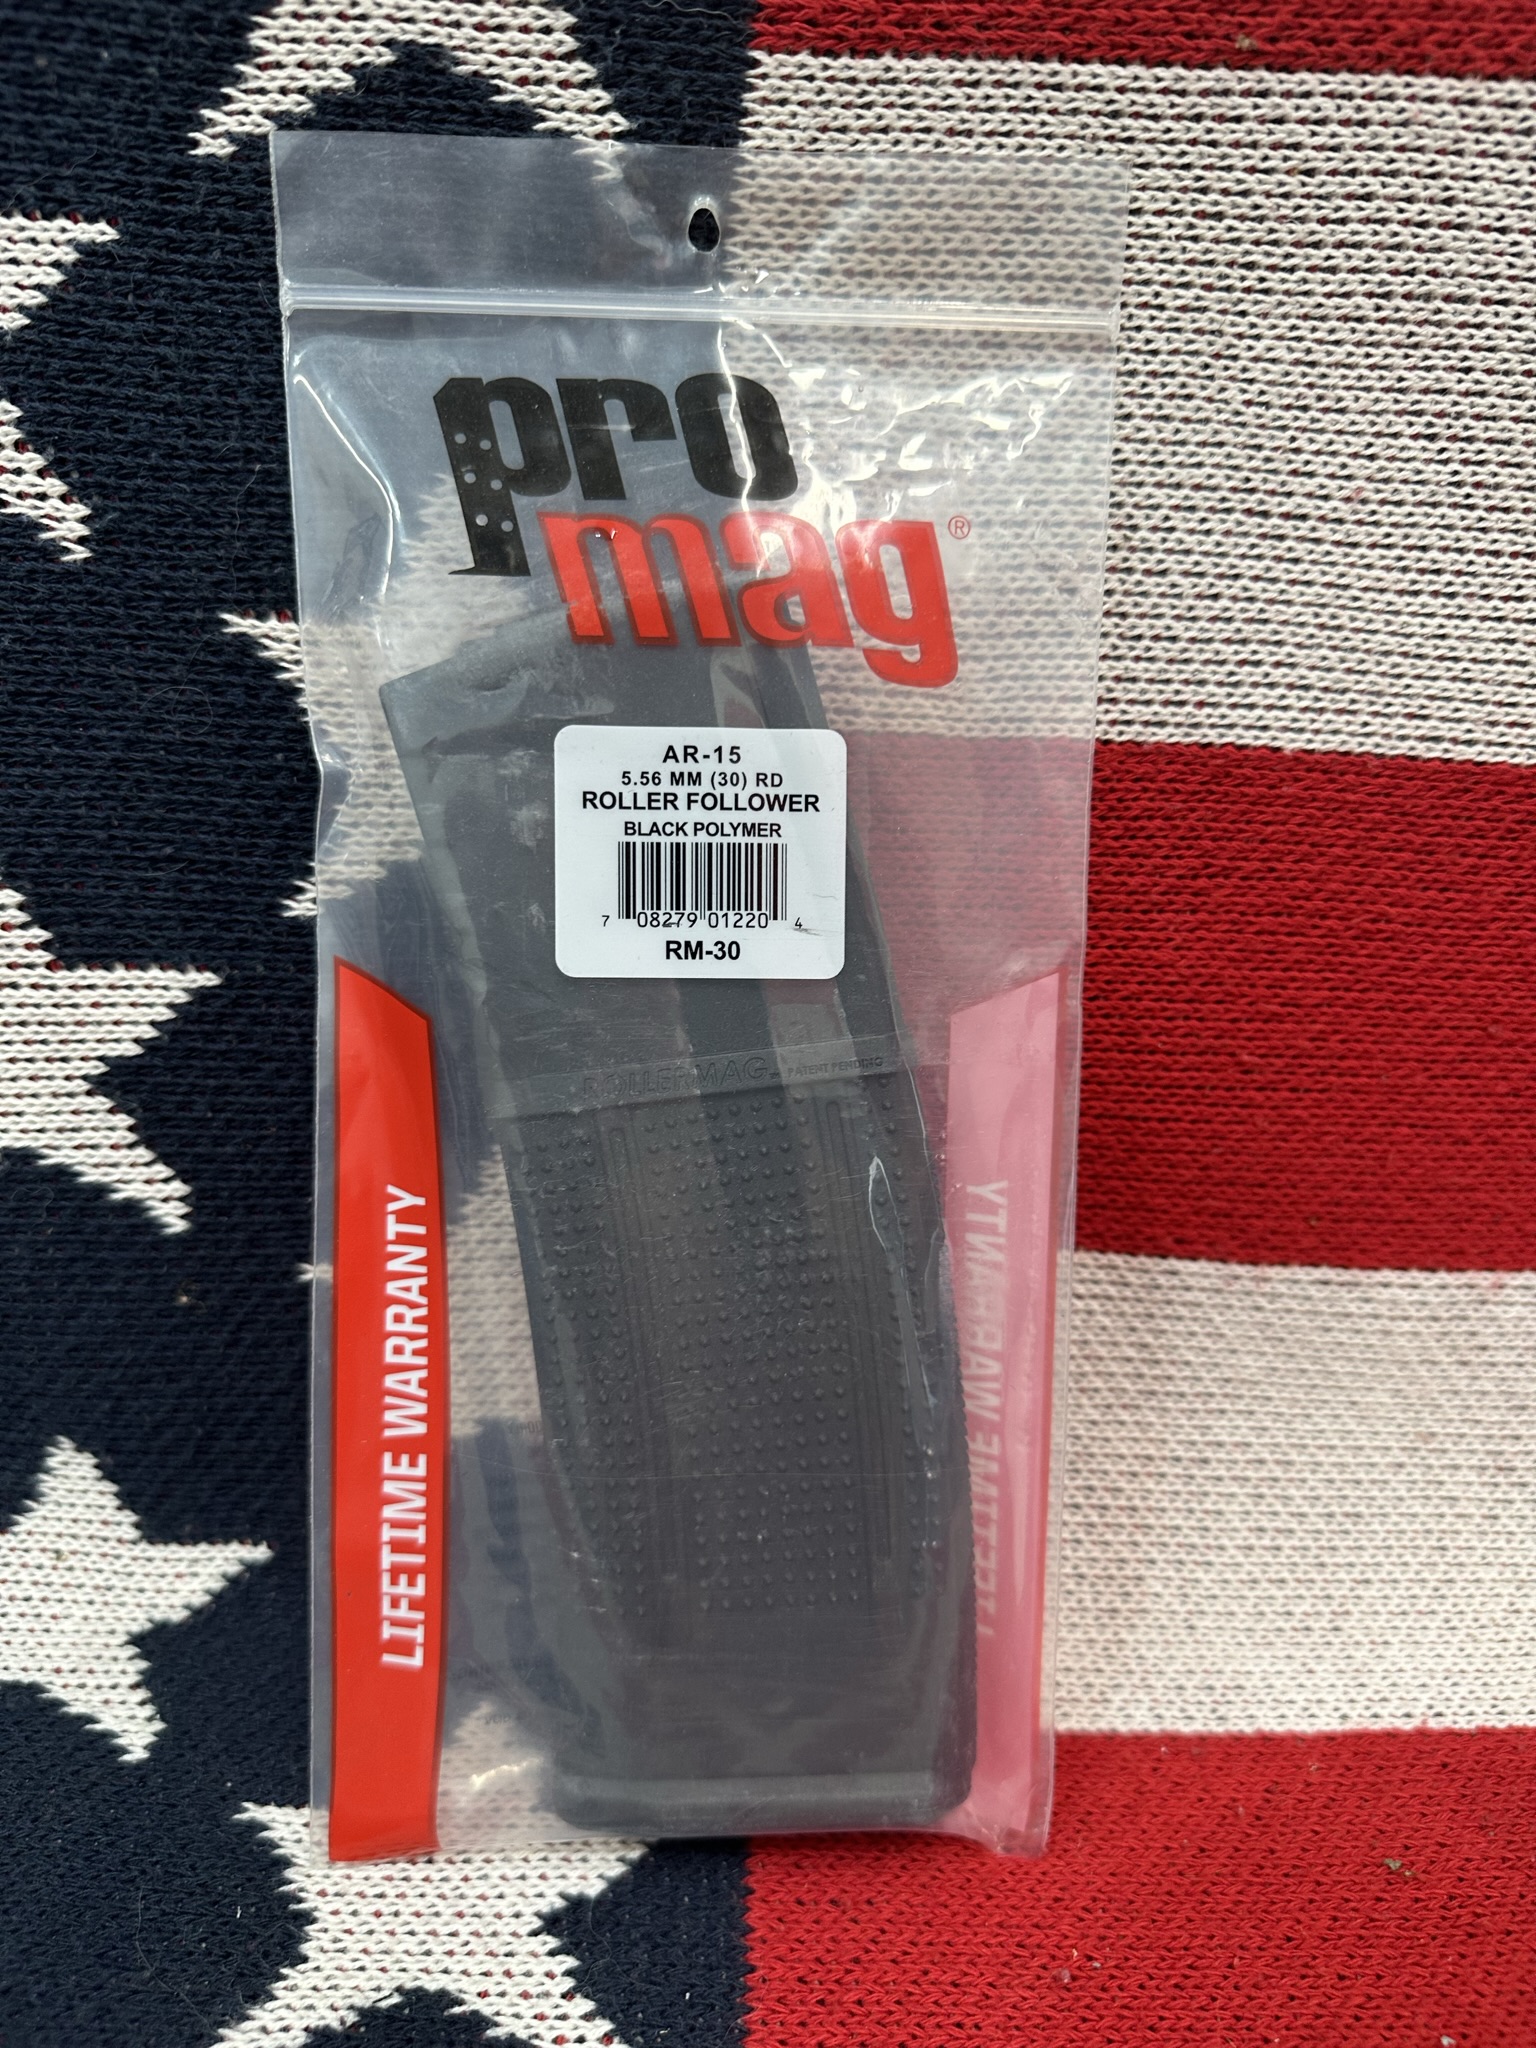 pro
mag®
AR-15
5.56 MM (30) RD
ROLLER FOLLOWER
BLACK POLYMER
7 08279 01220 4
RM-30
ROLLERMAG PATENT PENDING
LIFETIME WARRANTY
LIFETIME WARRANTY